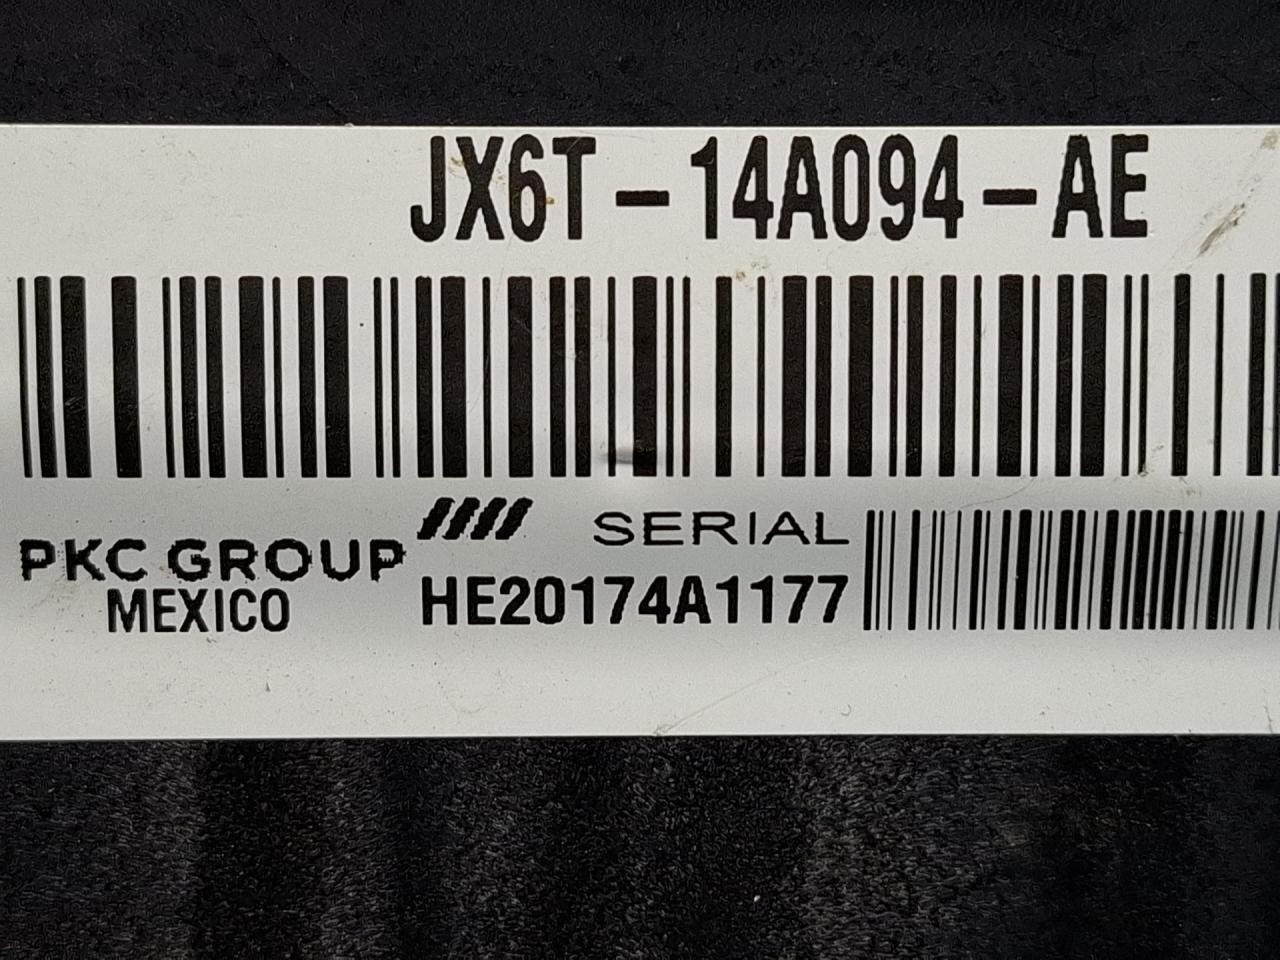 JX6T-14A094-AE
SERIAL
PKC GROUP
MEXICO
HE20174A1177